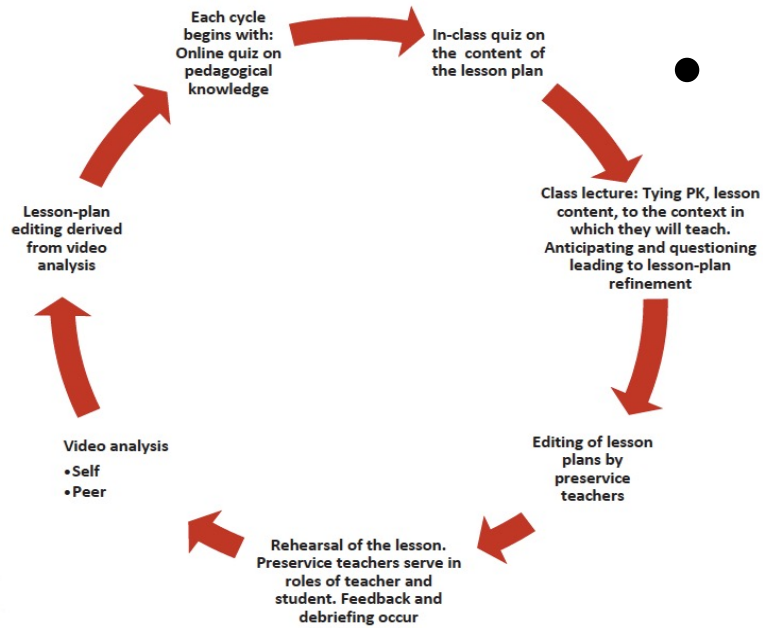 Each cycle
begins with:
Online quiz on
pedagogical
knowledge
In-class quiz on
the content of
the lesson plan
Class lecture: Tying PK, lesson
content, to the context in
which they will teach.
Anticipating and questioning
leading to lesson-plan
refinement
Editing of lesson
plans by
preservice
teachers
Rehearsal of the lesson.
Preservice teachers serve in
roles of teacher and
student. Feedback and
debriefing occur
Video analysis
•Self
•Peer
Lesson-plan
editing derived
from video
analysis